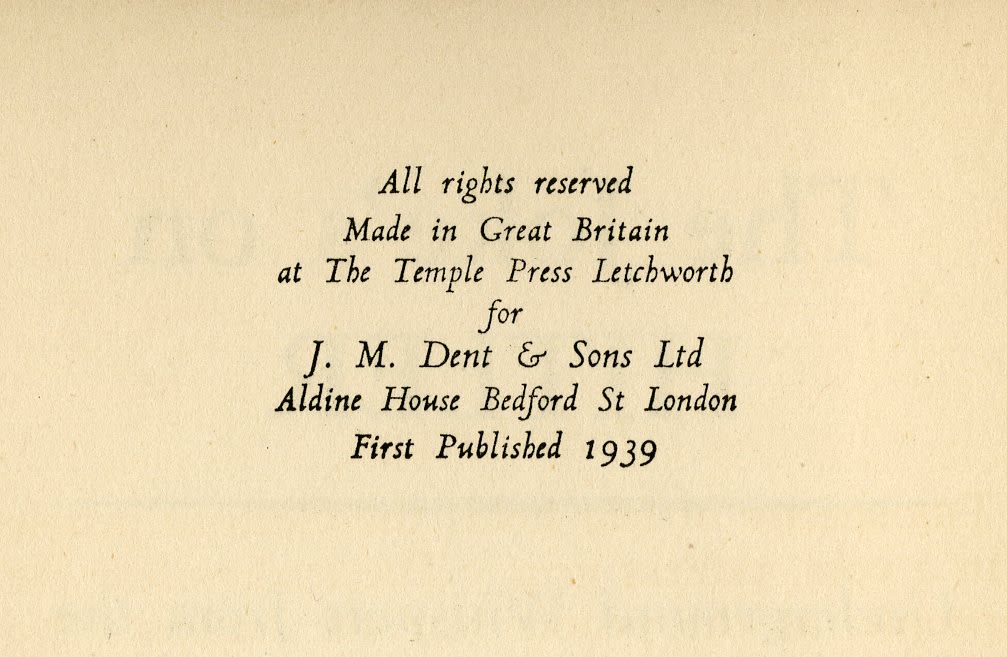 All rights reserved
Made in Great Britain
at The Temple Press Letchworth
for
J. M. Dent & Sons Ltd
Aldine House Bedford St London
First Published 1939